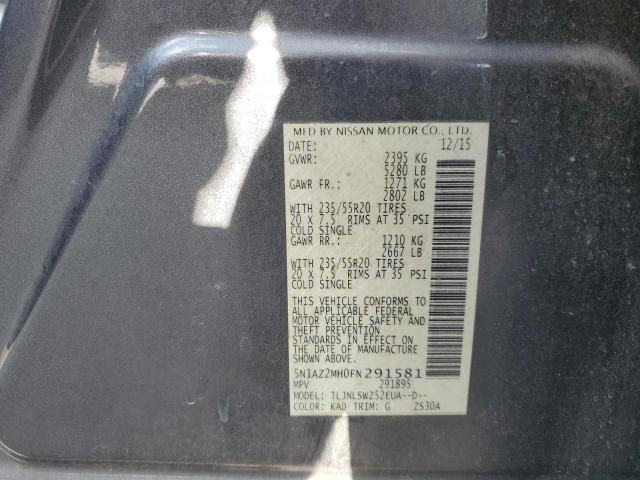 MFD BY NISSAN MOTOR CO., LTD.
DATE: 12/15
GVWR: 2395 KG
5280 LB
GAWR FR.: 1271 KG
2802 LB
WITH 235/55R20 TIRES
20 X 7.5 RIMS AT 35 PSI
COLD SINGLE
GAWR RR.: 1210 KG
2667 LB
WITH 235/55R20 TIRES
20 X 7.5 RIMS AT 35 PSI
COLD SINGLE
THIS VEHICLE CONFORMS TO
ALL APPLICABLE FEDERAL
MOTOR VEHICLE SAFETY AND
THEFT PREVENTION
STANDARDS IN EFFECT ON THE
DATE OF MANUFACTURE
SHOWN ABOVE.
5N1AZ2MH0FN291581
MPV 291895
MODEL: TLJNLSWZ52EUA--D--
COLOR: KAD TRIM: G ZS30A